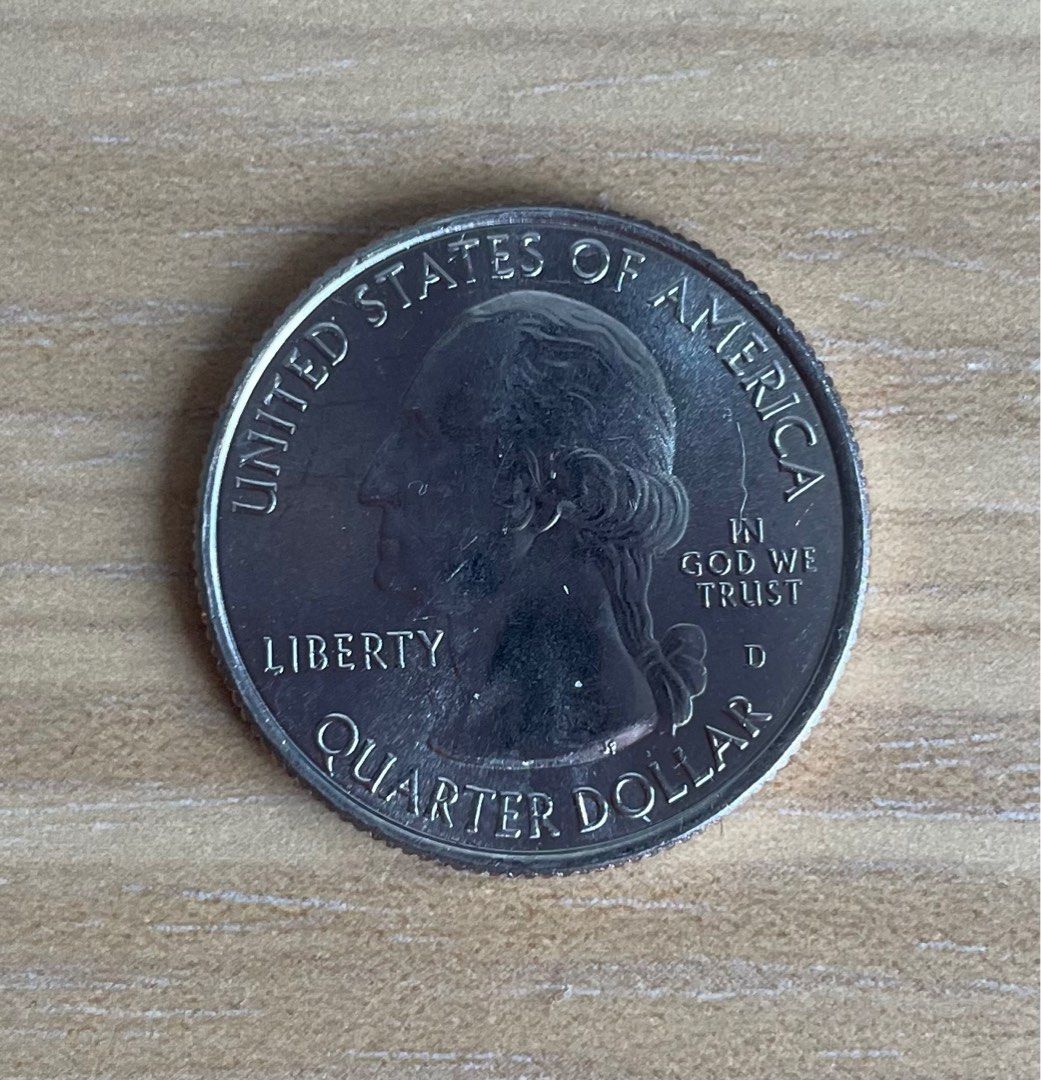 UNITED STATES OF AMERICA
LIBERTY
IN
GOD WE
TRUST
D
QUARTER DOLLAR